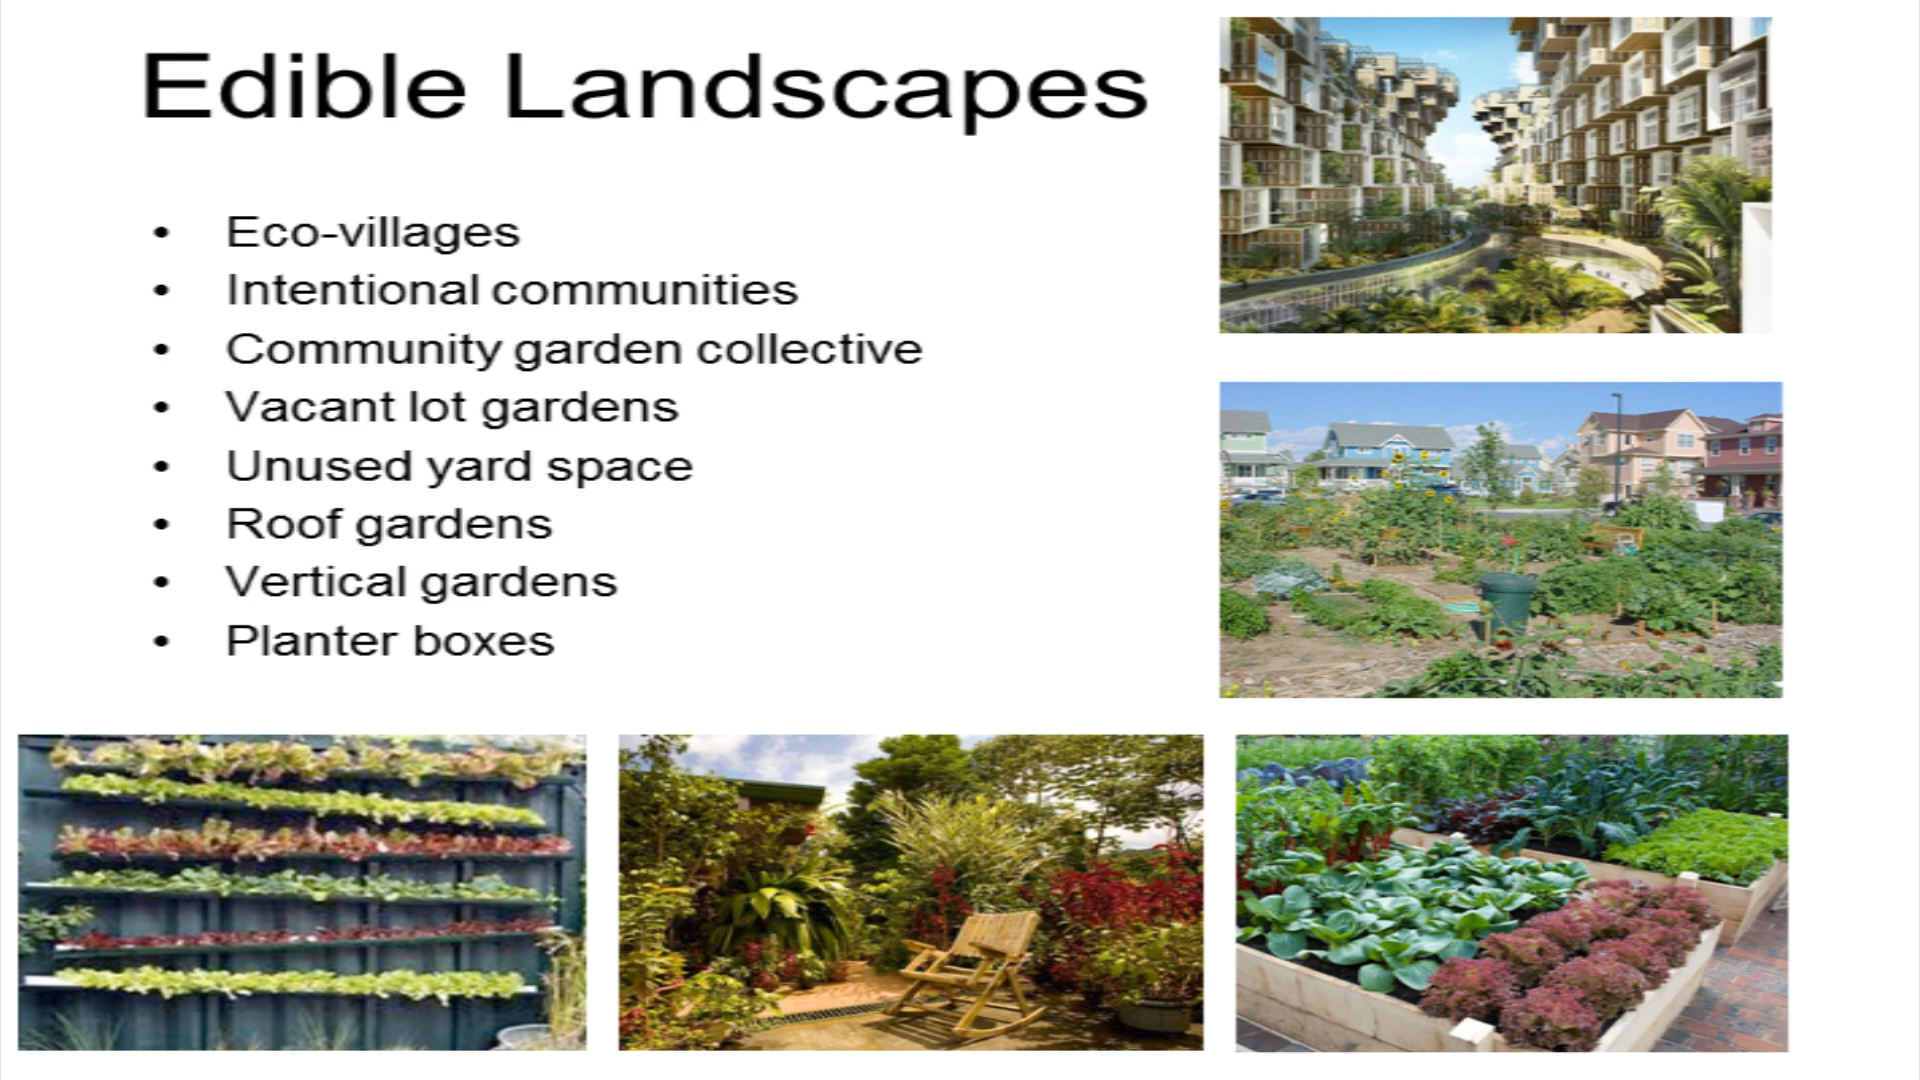 Edible Landscapes
• Eco-villages
• Intentional communities
• Community garden collective
• Vacant lot gardens
• Unused yard space
• Roof gardens
• Vertical gardens
• Planter boxes